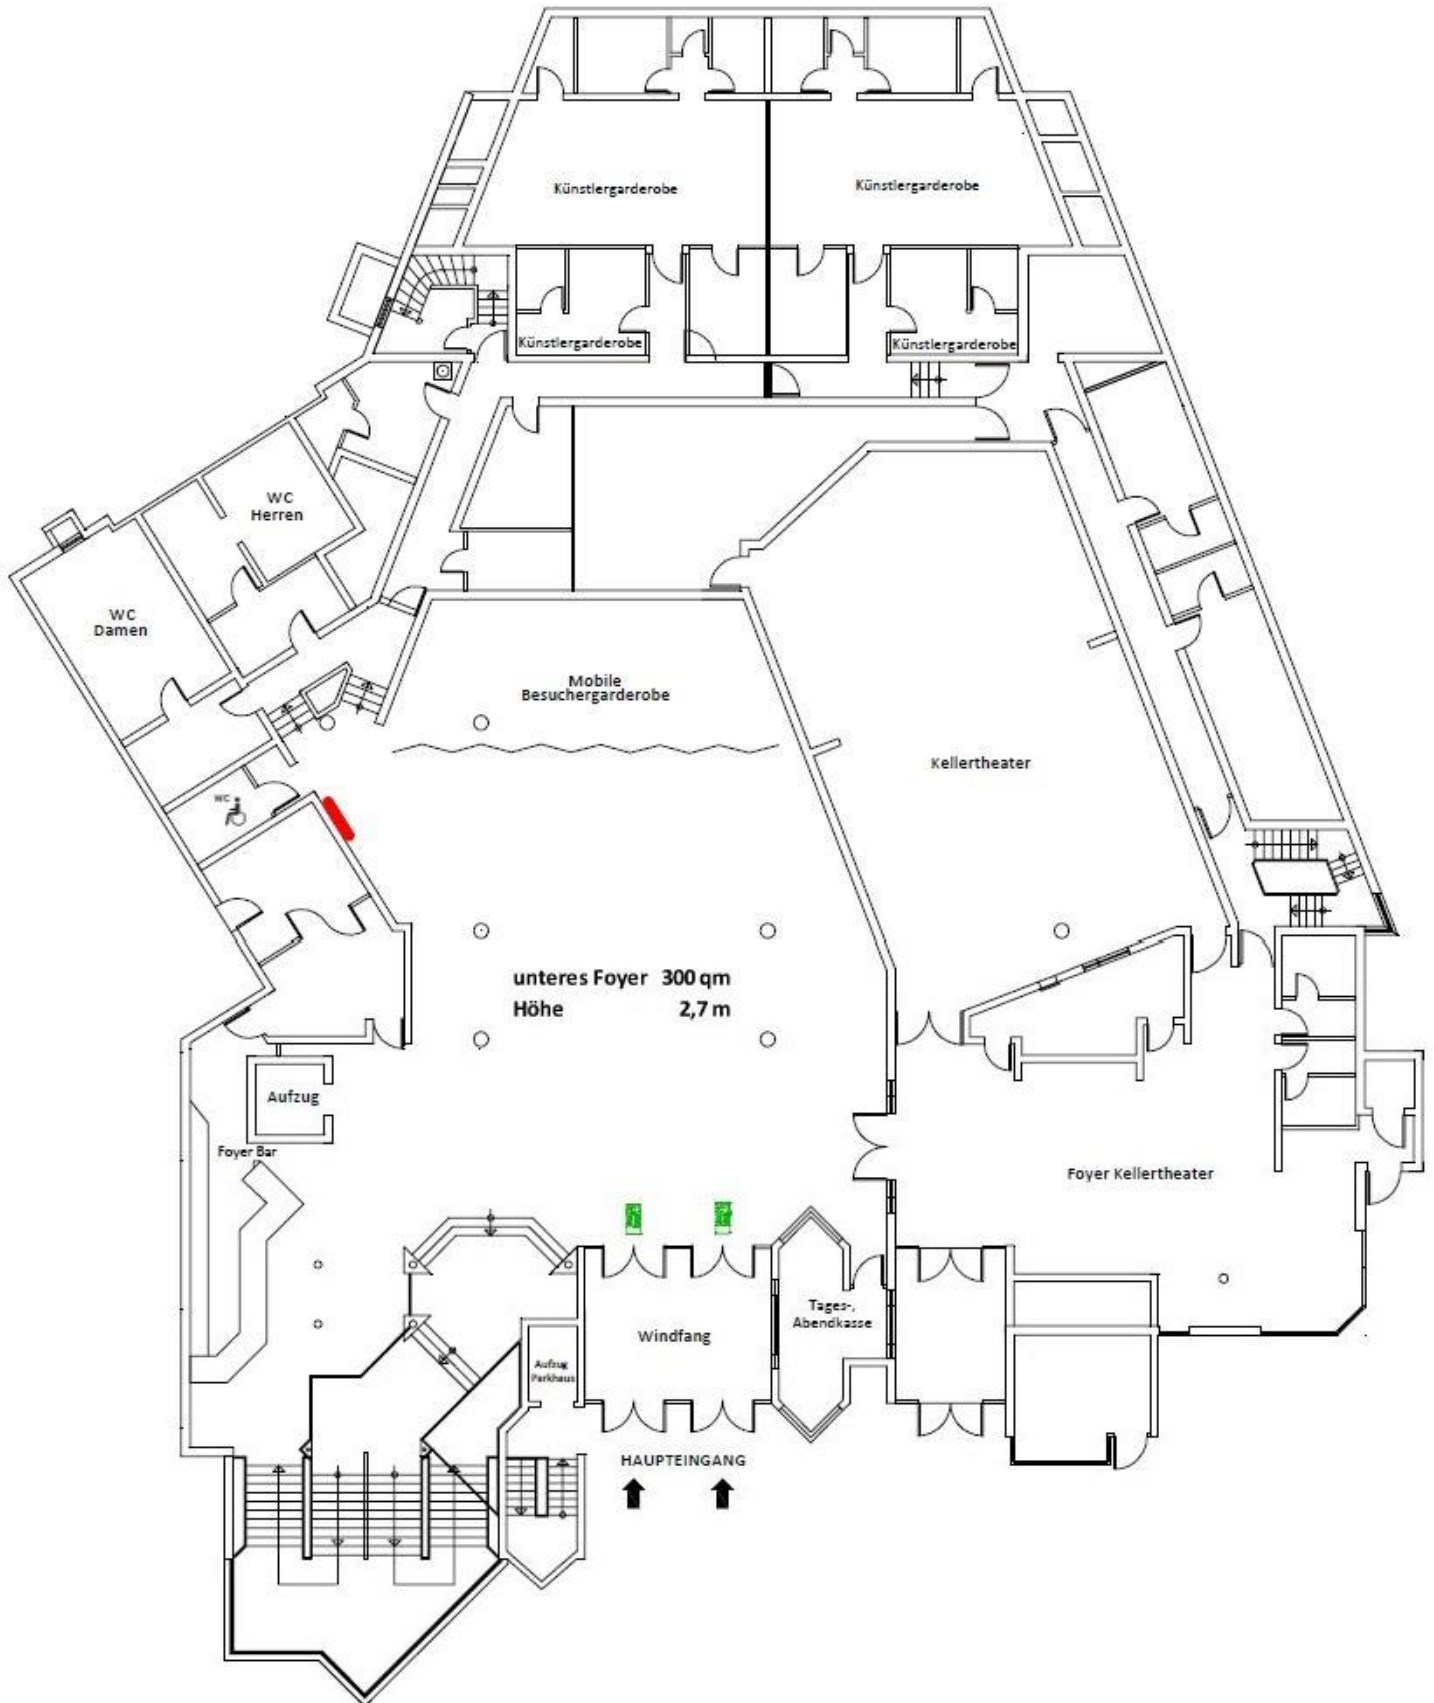 Künstlergarderobe
Künstlergarderobe
Künstlergarderobe
Künstlergarderobe
WC
Herren
WC
Damen
Mobile
Besuchergarderobe
Kellertheater
WC
unteres Foyer 300 qm
Höhe 2,7 m
Aufzug
Foyer Bar
Foyer Kellertheater
Tages-,
Abendkasse
Windfang
Aufzug
Parkhaus
HAUPTEINGANG